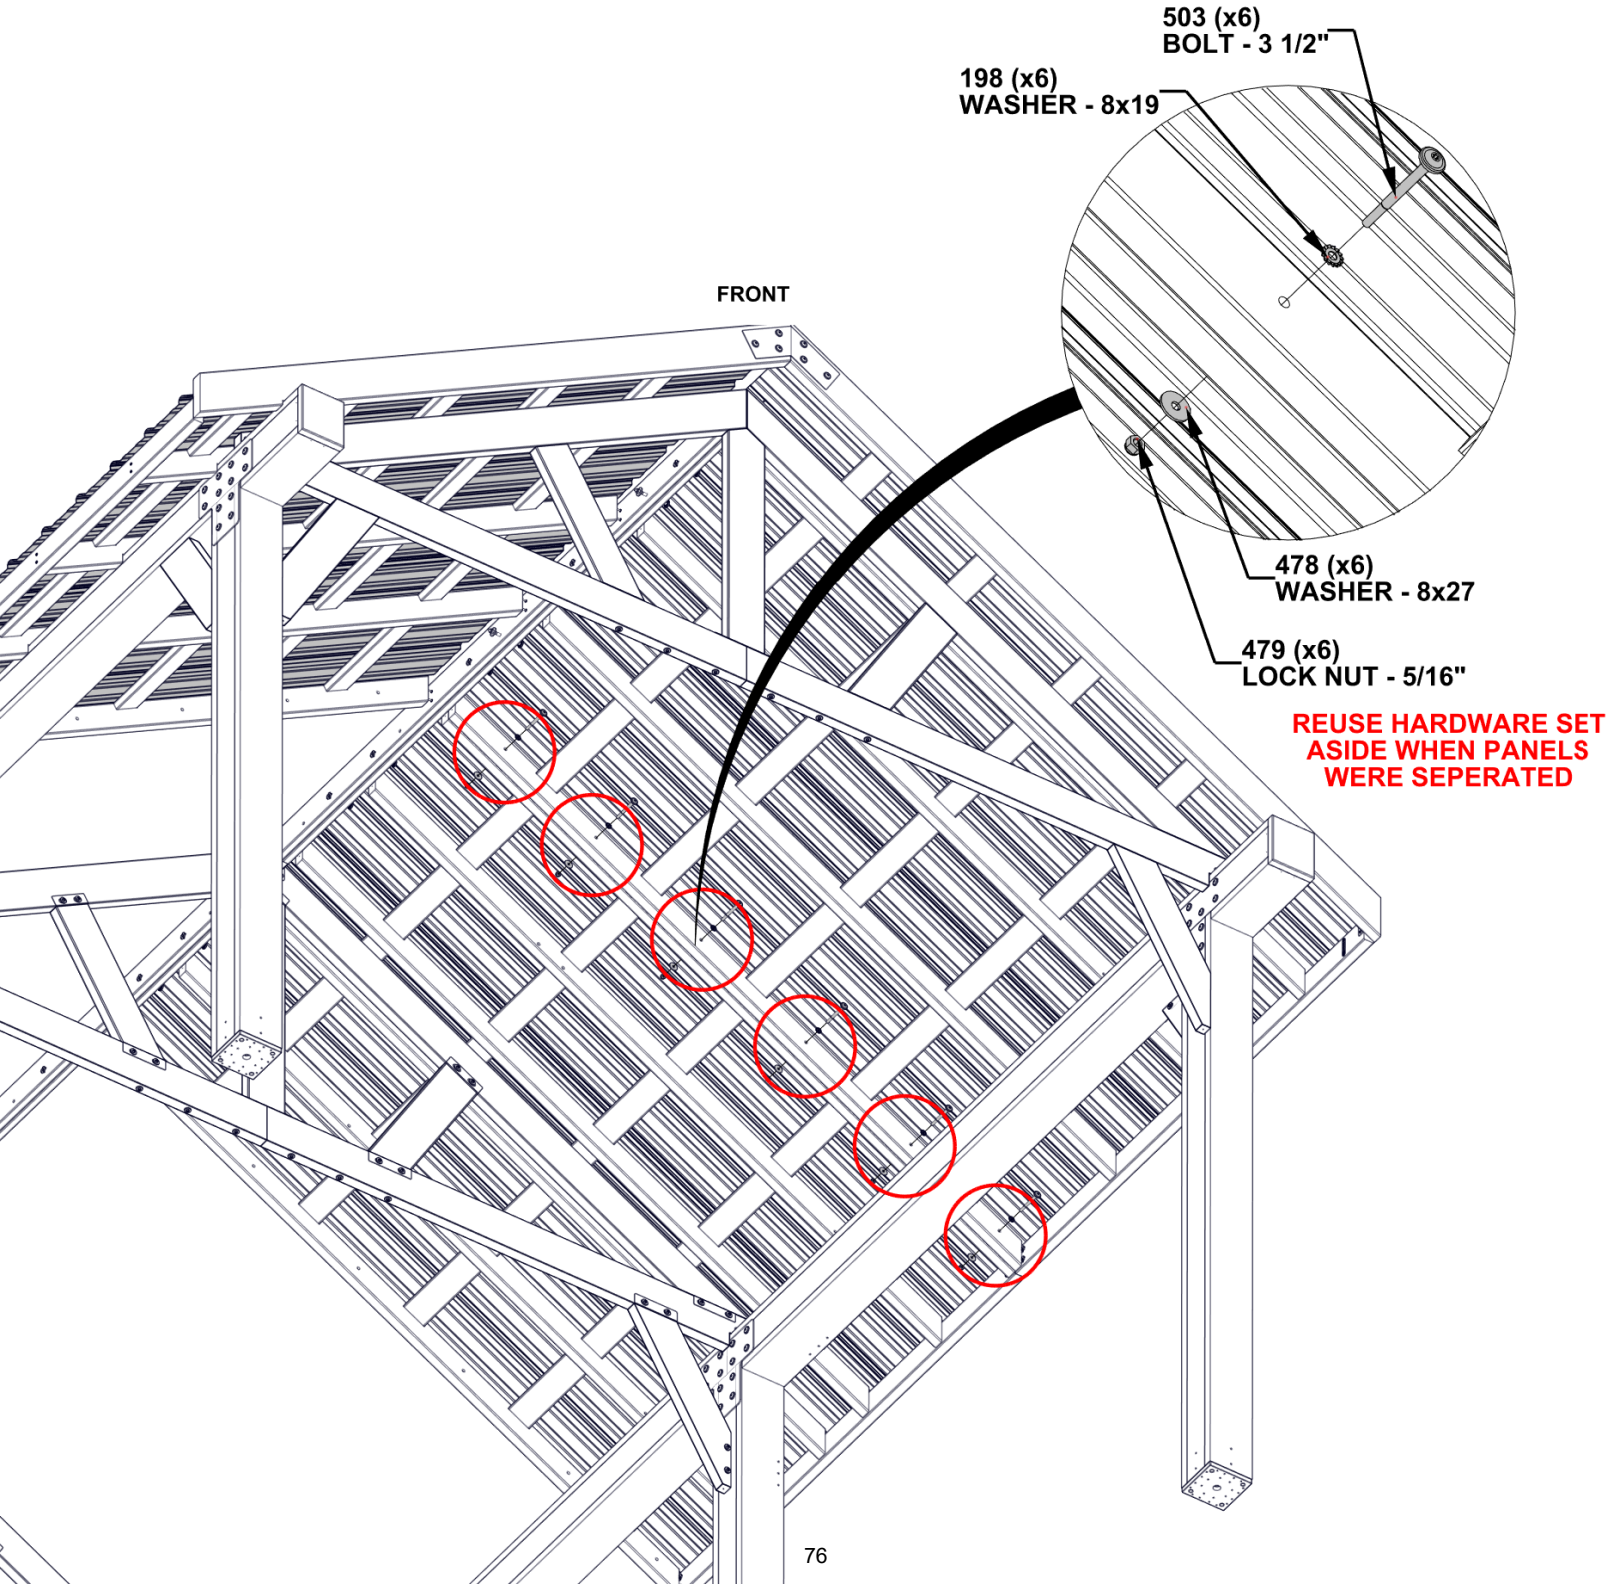 503 (x6)
BOLT - 3 1/2"
198 (x6)
WASHER - 8x19
FRONT
478 (x6)
WASHER - 8x27
479 (x6)
LOCK NUT - 5/16"
REUSE HARDWARE SET
ASIDE WHEN PANELS
WERE SEPERATED
76